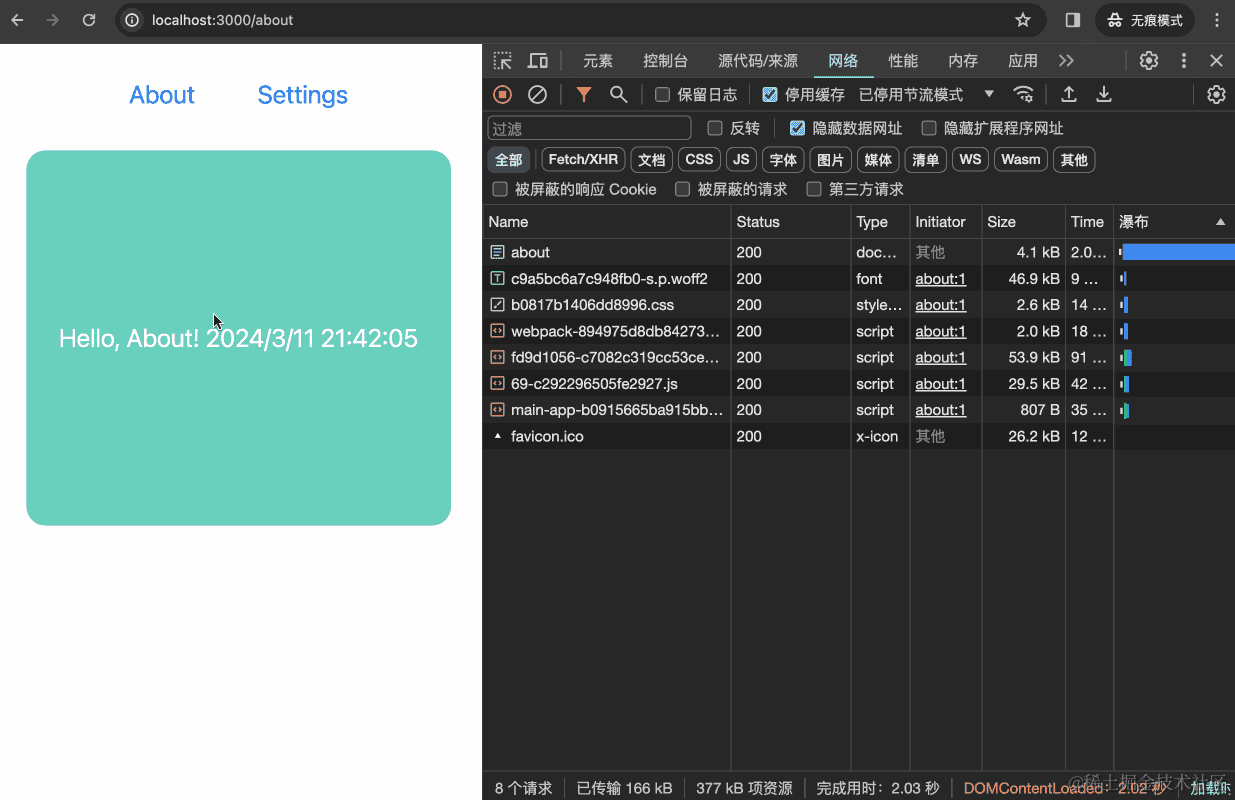 localhost:3000/about
无痕模式
About Settings
Hello, About! 2024/3/11 21:42:05
元素 控制台 源代码/来源 网络 性能 内存 应用
保留日志 停用缓存 已停用节流模式
过滤 反转 隐藏数据网址 隐藏扩展程序网址
全部 Fetch/XHR 文档 CSS JS 字体 图片 媒体 清单 WS Wasm 其他
被屏蔽的响应 Cookie 被屏蔽的请求 第三方请求
Name Status Type Initiator Size Time 瀑布
about 200 doc... 其他 4.1 kB 2.0...
c9a5bc6a7c948fb0-s.p.woff2 200 font about:1 46.9 kB 9 ...
b0817b1406dd8996.css 200 style... about:1 2.6 kB 14 ...
webpack-894975d8db84273... 200 script about:1 2.0 kB 18 ...
fd9d1056-c7082c319cc53ce... 200 script about:1 53.9 kB 91 ...
69-c292296505fe2927.js 200 script about:1 29.5 kB 42 ...
main-app-b0915665ba915bb... 200 script about:1 807 B 35 ...
favicon.ico 200 x-icon 其他 26.2 kB 12 ...
8 个请求 已传输 166 kB 377 kB 项资源 完成用时：2.03 秒 DOMContentLoaded：2.02 秒 加载时
@稀土掘金技术社区